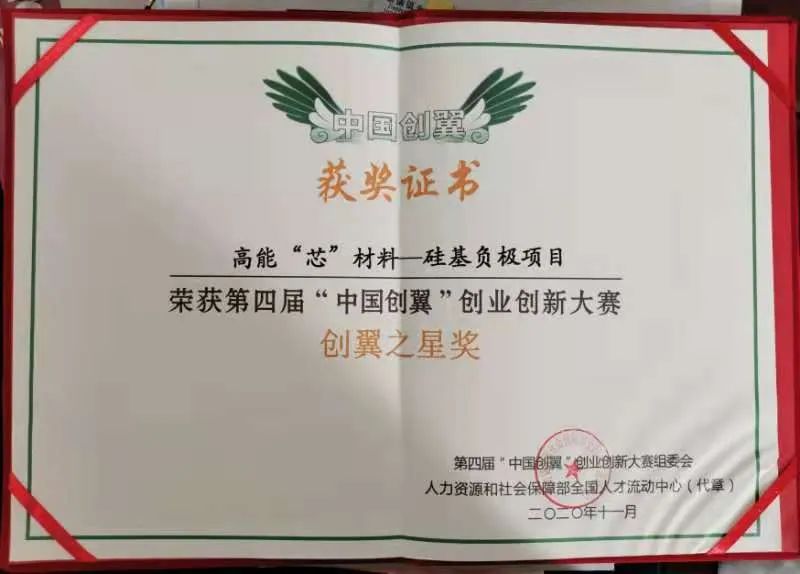 中国创翼
获奖证书
高能“芯”材料—硅基负极项目
荣获第四届“中国创翼”创业创新大赛
创翼之星奖
第四届“中国创翼”创业创新大赛组委会
人力资源和社会保障部全国人才流动中心（代章）
二〇二〇年十一月